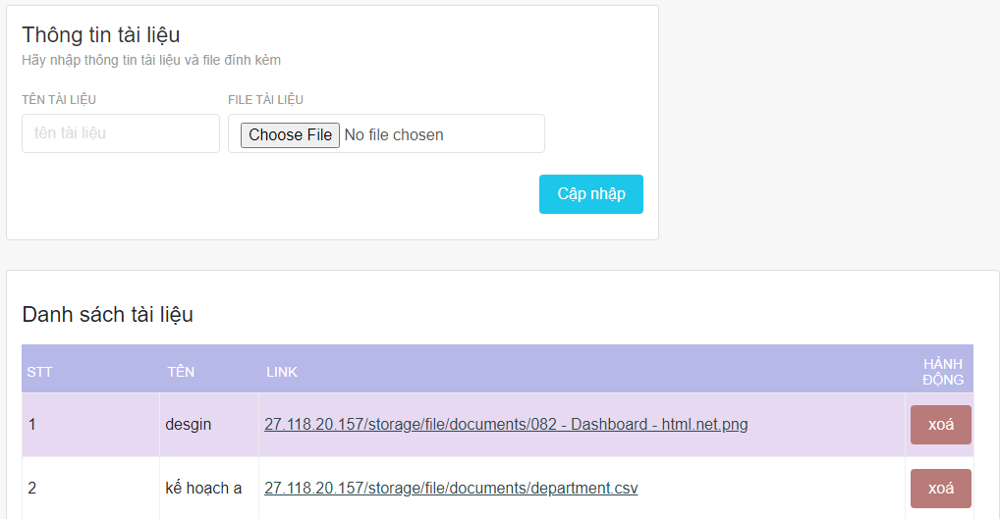 Thông tin tài liệu
Hãy nhập thông tin tài liệu và file đính kèm
TÊN TÀI LIỆU FILE TÀI LIỆU
tên tài liệu Choose File No file chosen
Cập nhập
Danh sách tài liệu
STT TÊN LINK HÀNH ĐỘNG
1 desgin 27.118.20.157/storage/file/documents/082 - Dashboard - html.net.png xoá
2 kế hoạch a 27.118.20.157/storage/file/documents/department.csv xoá